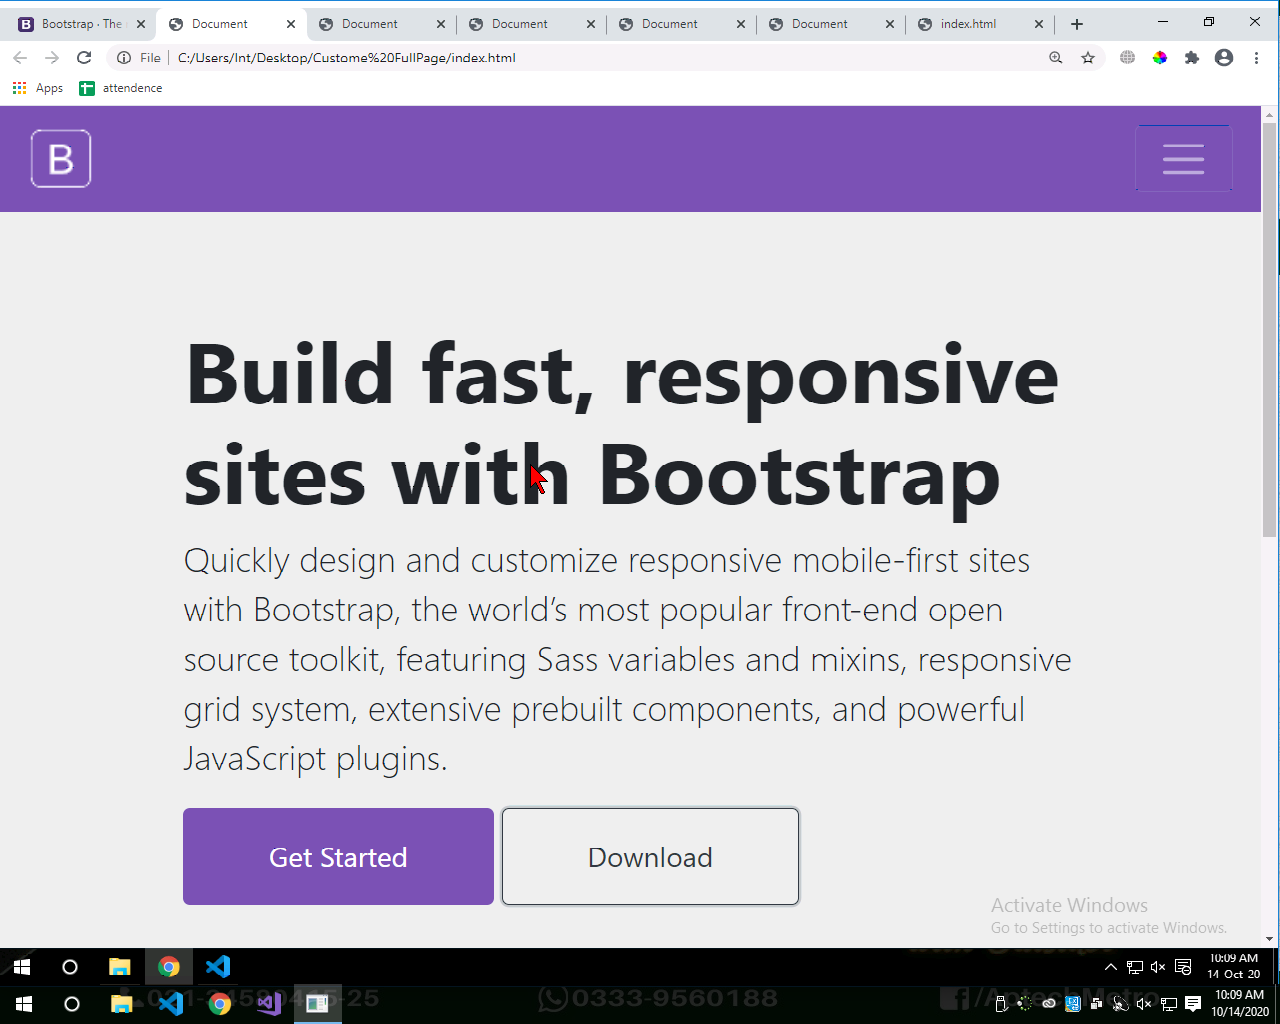 Bootstrap · The
Document
Document
Document
Document
Document
index.html
File
C:/Users/Int/Desktop/Custome%20FullPage/index.html
Apps
attendence
B
Build fast, responsive
sites with Bootstrap
Quickly design and customize responsive mobile-first sites
with Bootstrap, the world’s most popular front-end open
source toolkit, featuring Sass variables and mixins, responsive
grid system, extensive prebuilt components, and powerful
JavaScript plugins.
Get Started
Download
Activate Windows
Go to Settings to activate Windows.
10:09 AM
14 Oct 20
0333-9560188
/AptechMetro
10:09 AM
10/14/2020